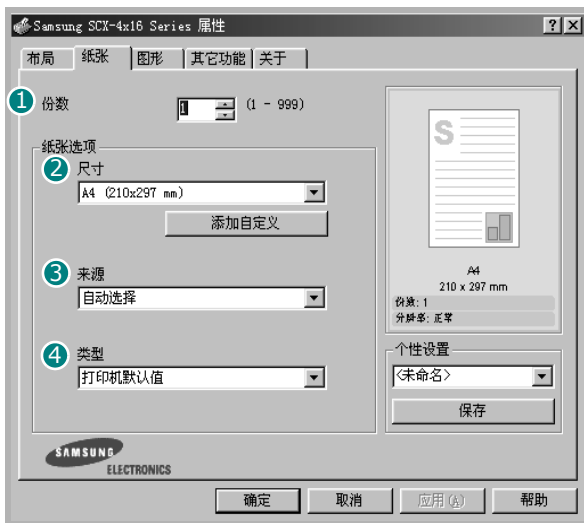 Samsung SCX-4x16 Series 属性
布局 纸张 图形 其它功能 关于
1 份数 1 (1 - 999)
纸张选项
2 尺寸
A4 (210x297 mm)
添加自定义
3 来源
自动选择
4 类型
打印机默认值
S
A4
210 x 297 mm
份数: 1
分辨率: 正常
个性设置
<未命名>
保存
SAMSUNG
ELECTRONICS
确定 取消 应用(A) 帮助